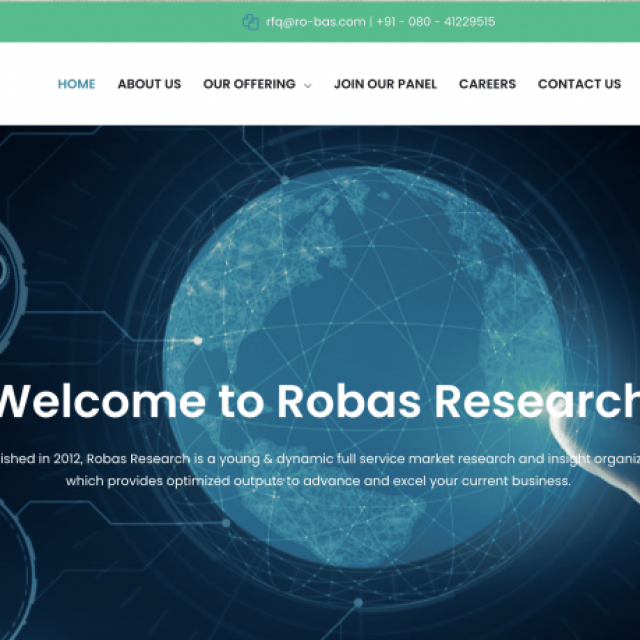 rfq@ro-bas.com | +91 - 080 - 41229515
HOME ABOUT US OUR OFFERING JOIN OUR PANEL CAREERS CONTACT US
Welcome to Robas Research
ished in 2012, Robas Research is a young & dynamic full service market research and insight organiz
which provides optimized outputs to advance and excel your current business.